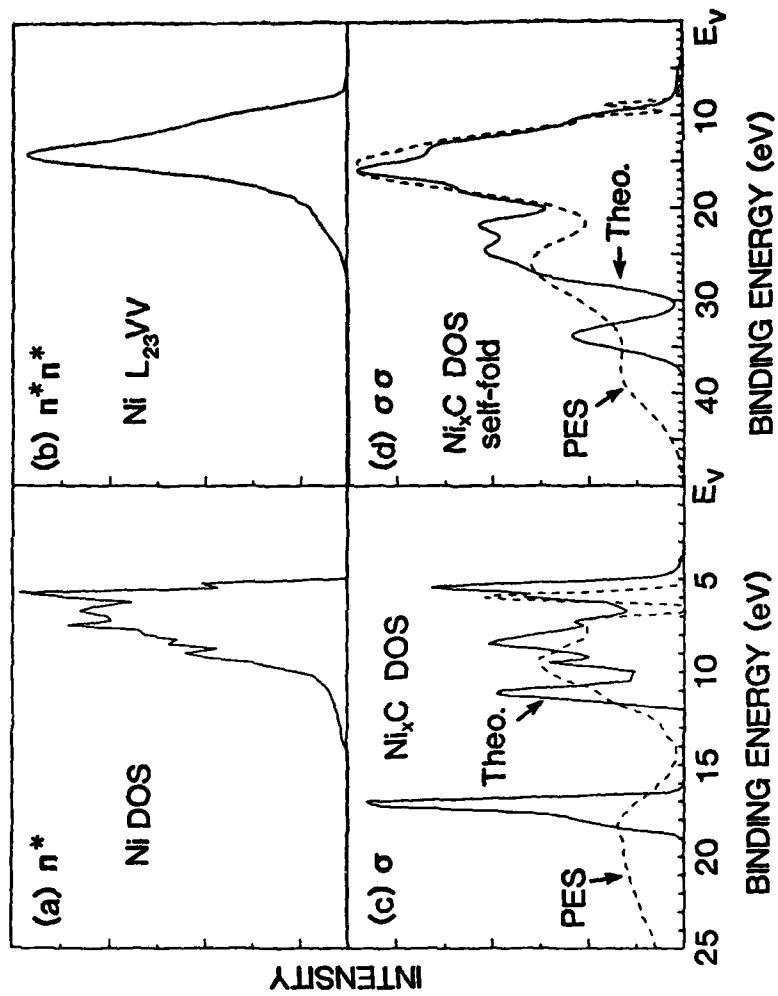 INTENSITY
(a) n*
Ni DOS
(b) n*n*
Ni L₂₃VV
(c) σ
NiₓC DOS
Theo.
PES
(d) σσ
NiₓC DOS
self-fold
Theo.
PES
25 20 15 10 5 Eᵥ
40 30 20 10 Eᵥ
BINDING ENERGY (eV)
BINDING ENERGY (eV)